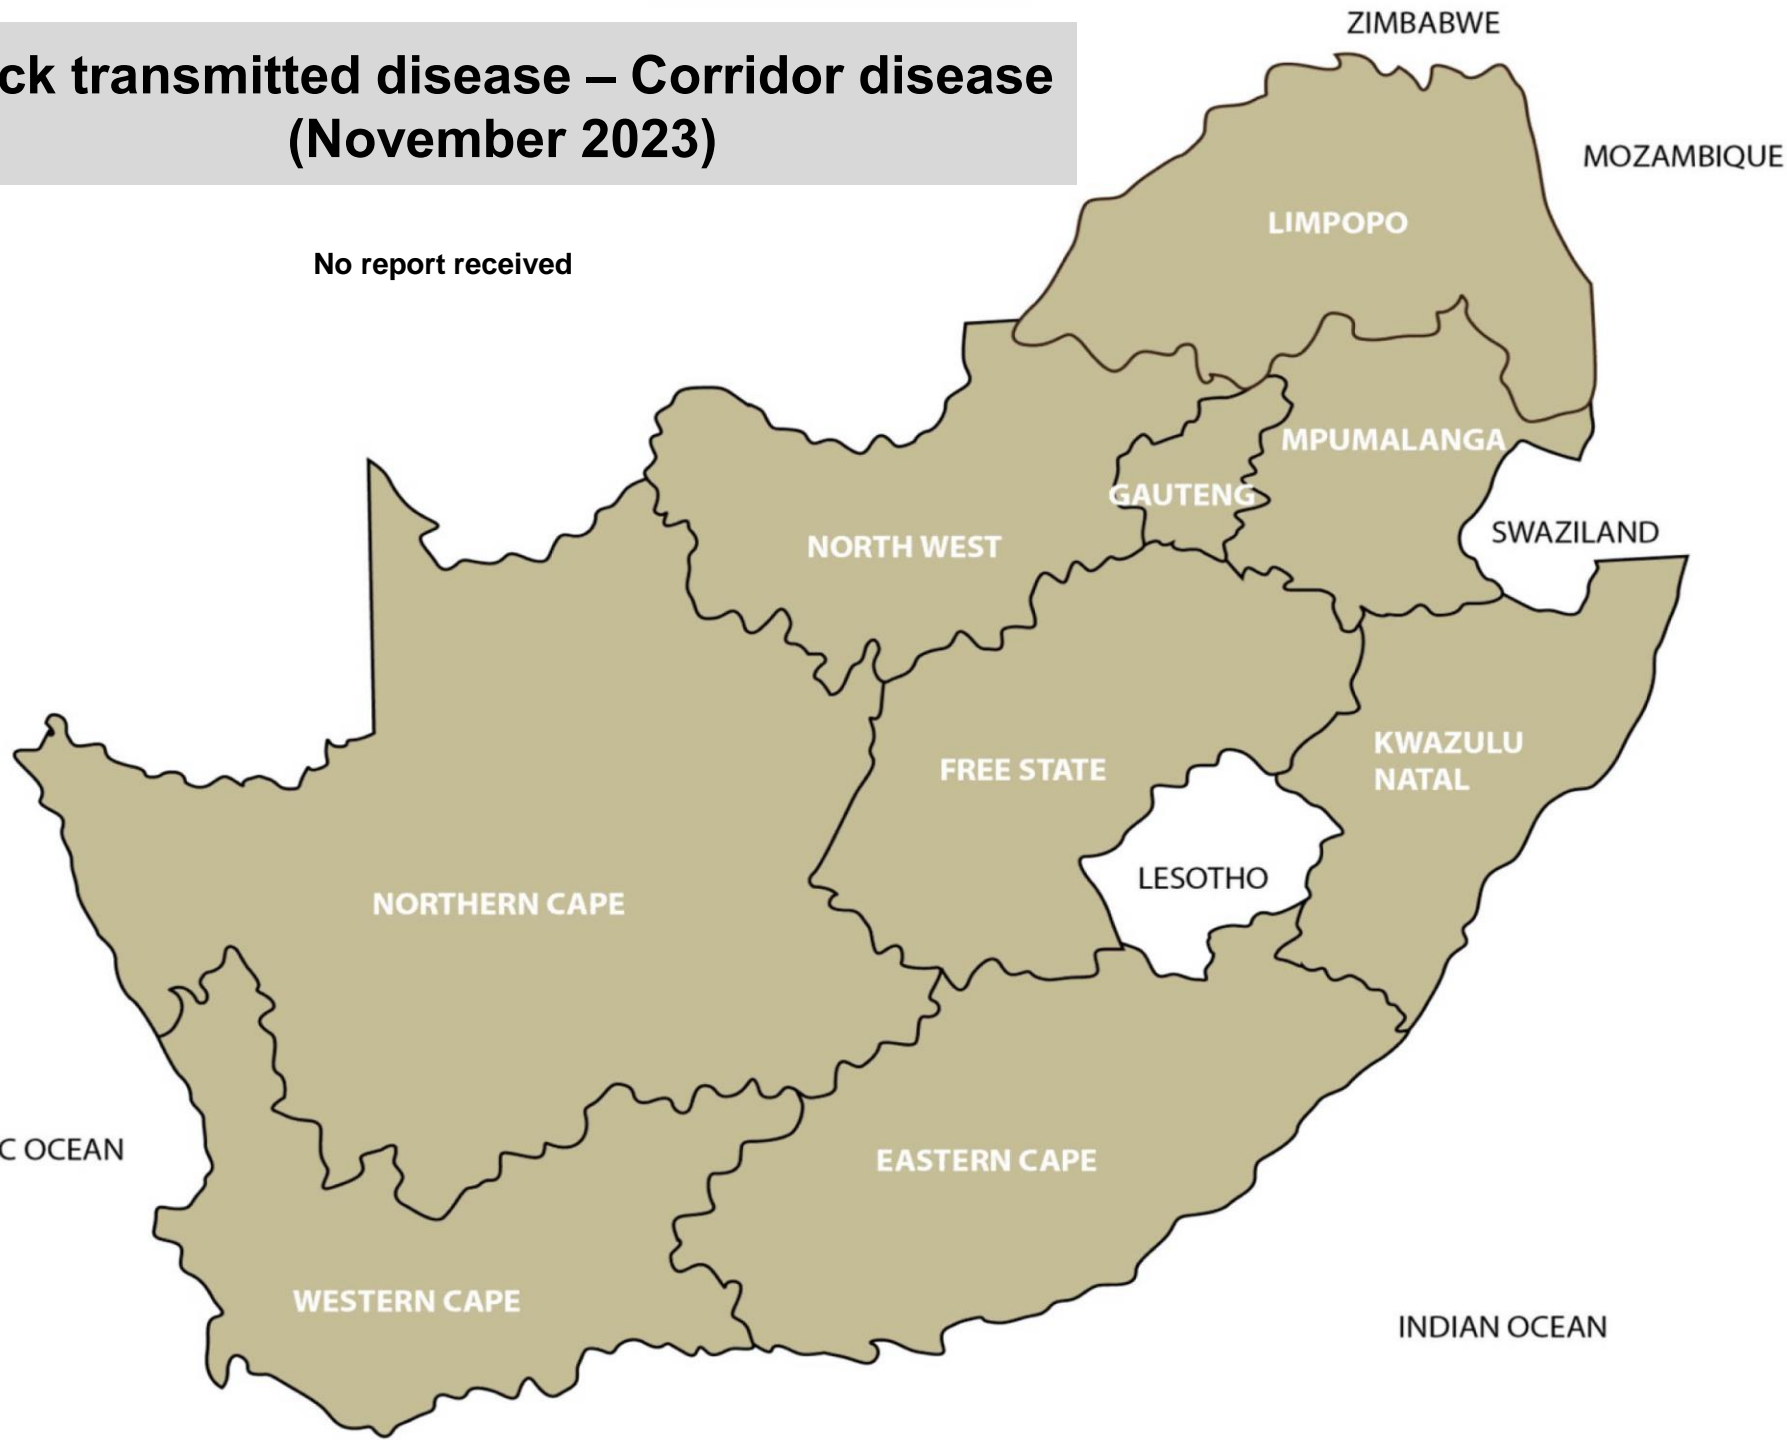 ZIMBABWE
ck transmitted disease – Corridor disease
(November 2023)
MOZAMBIQUE
LIMPOPO
No report received
MPUMALANGA
GAUTENG
SWAZILAND
NORTH WEST
KWAZULU
NATAL
FREE STATE
LESOTHO
NORTHERN CAPE
C OCEAN
EASTERN CAPE
WESTERN CAPE
INDIAN OCEAN